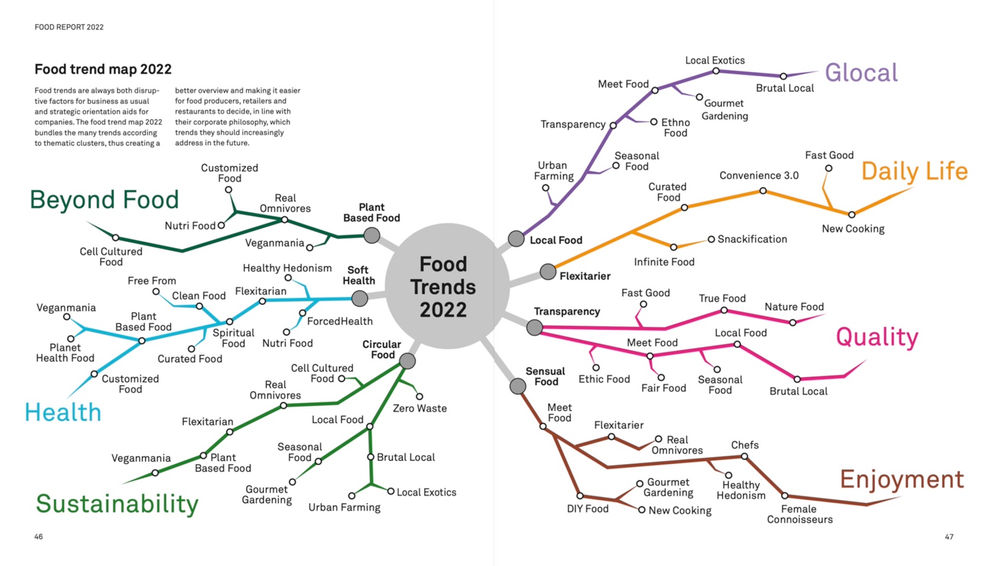 FOOD REPORT 2022
Food trend map 2022
Food trends are always both disrup-
tive factors for business as usual
and strategic orientation aids for
companies. The food trend map 2022
bundles the many trends according
to thematic clusters, thus creating a
better overview and making it easier
for food producers, retailers and
restaurants to decide, in line with
their corporate philosophy, which
trends they should increasingly
address in the future.
Food
Trends
2022
Beyond Food
Customized
Food
Nutri Food
Real
Omnivores
Veganmania
Cell Cultured
Food
Plant
Based Food
Health
Soft
Health
Healthy Hedonism
Flexitarian
ForcedHealth
Nutri Food
Free From
Clean Food
Spiritual
Food
Curated Food
Plant
Based Food
Veganmania
Planet
Health Food
Customized
Food
Sustainability
Circular
Food
Cell Cultured
Food
Real
Omnivores
Flexitarian
Plant
Based Food
Veganmania
Zero Waste
Local Food
Seasonal
Food
Gourmet
Gardening
Brutal Local
Urban Farming
Local Exotics
46
Glocal
Local Exotics
Brutal Local
Meet Food
Gourmet
Gardening
Transparency
Ethno
Food
Seasonal
Food
Urban
Farming
Local Food
Daily Life
Fast Good
Convenience 3.0
Curated
Food
New Cooking
Snackification
Infinite Food
Flexitarier
Quality
Transparency
Fast Good
True Food
Nature Food
Meet Food
Local Food
Ethic Food
Fair Food
Seasonal
Food
Brutal Local
Enjoyment
Sensual
Food
Meet
Food
Flexitarier
Real
Omnivores
Chefs
Healthy
Hedonism
Female
Connoisseurs
DIY Food
Gourmet
Gardening
New Cooking
47